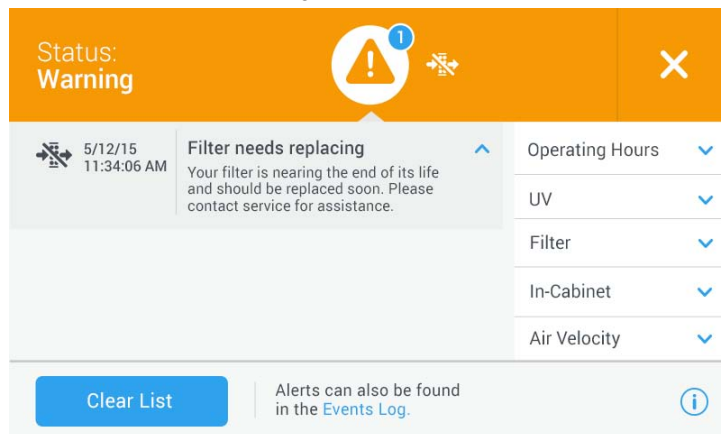 Status:
Warning
1
5/12/15
11:34:06 AM
Filter needs replacing
Your filter is nearing the end of its life
and should be replaced soon. Please
contact service for assistance.
Operating Hours
UV
Filter
In-Cabinet
Air Velocity
Clear List
Alerts can also be found
in the Events Log.